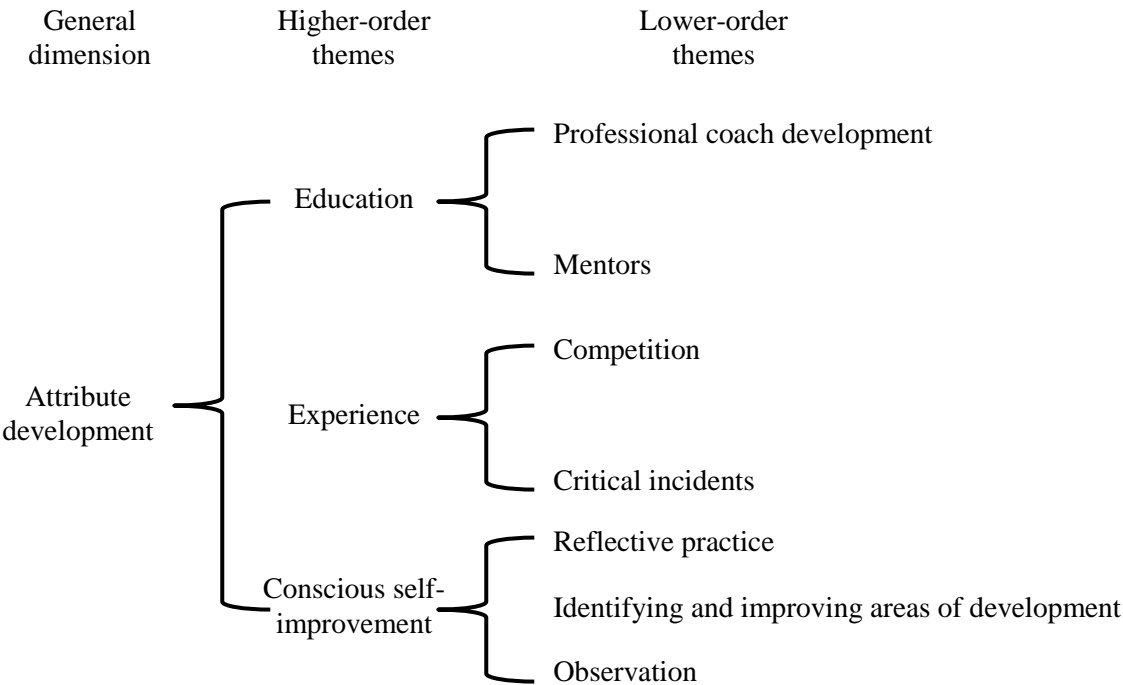 General
dimension
Higher-order
themes
Lower-order
themes
Professional coach development
Education
Mentors
Competition
Attribute
development
Experience
Critical incidents
Reflective practice
Conscious self-
improvement
Identifying and improving areas of development
Observation